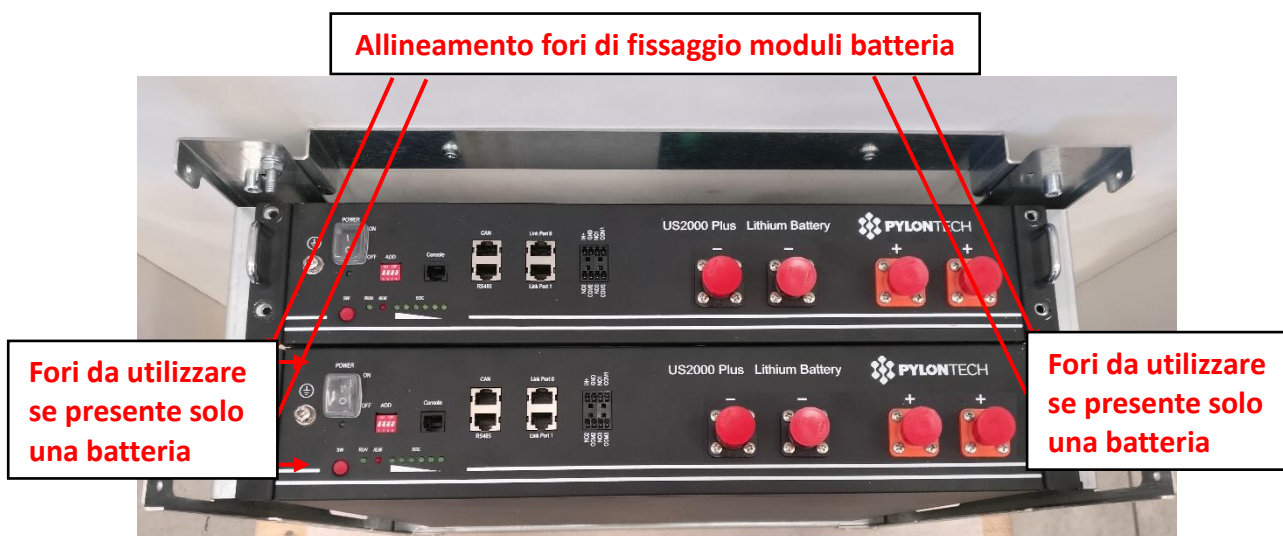 Allineamento fori di fissaggio moduli batteria
POWER
ON
OFF
ADD
Console
CAN
RS485
Link Port 0
Link Port 1
US2000 Plus Lithium Battery
PYLONTECH
− − + +
SW RUN ALM SOC
Fori da utilizzare
se presente solo
una batteria
POWER
ON
OFF
ADD
Console
CAN
RS485
Link Port 0
Link Port 1
US2000 Plus Lithium Battery
PYLONTECH
− − + +
SW RUN ALM SOC
Fori da utilizzare
se presente solo
una batteria